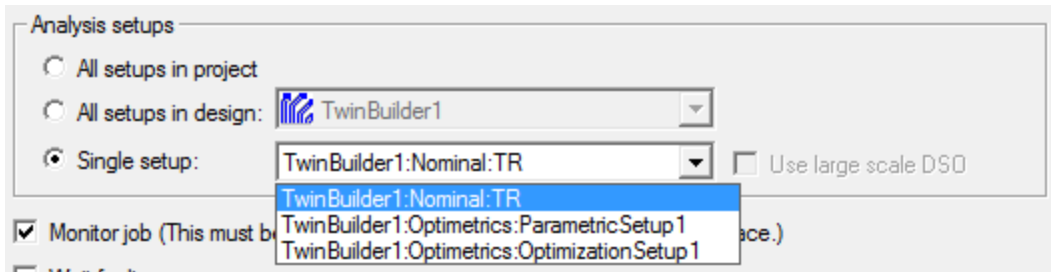 Analysis setups
All setups in project
All setups in design: TwinBuilder1
Single setup: TwinBuilder1:Nominal:TR Use large scale DSO
TwinBuilder1:Nominal:TR
TwinBuilder1:Optimetrics:ParametricSetup1
Monitor job (This must be ace.)
TwinBuilder1:Optimetrics:OptimizationSetup1